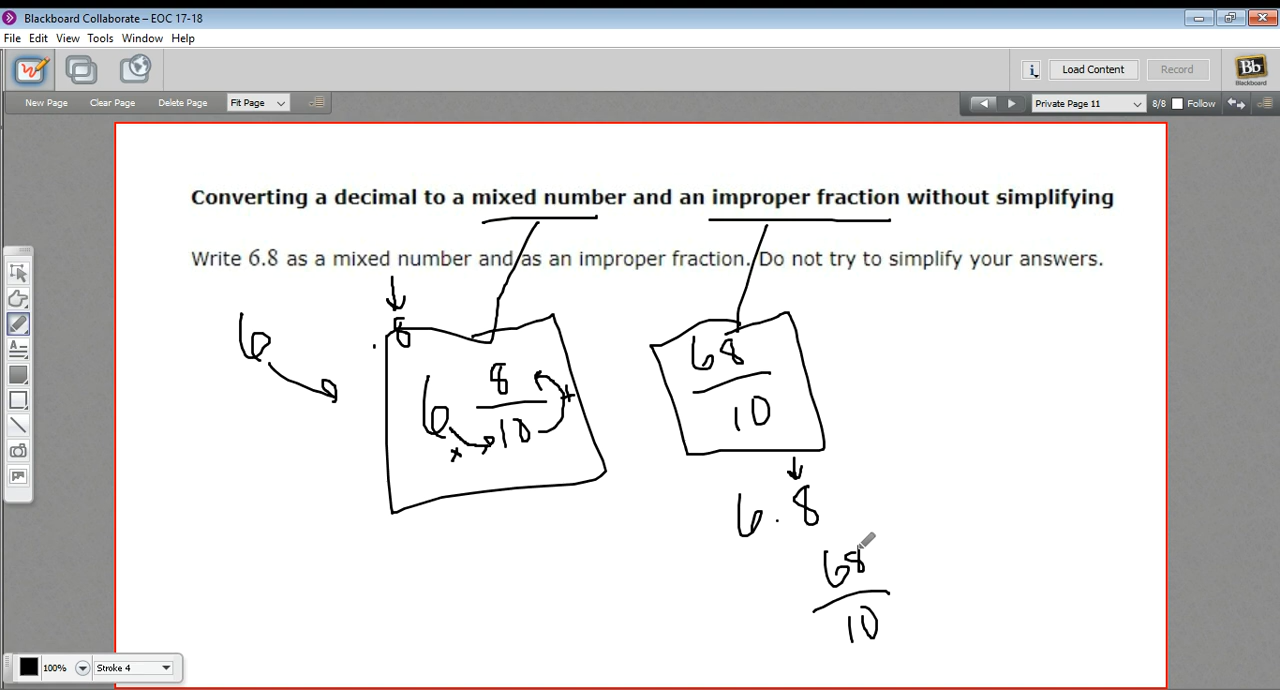 Blackboard Collaborate – EOC 17-18
File Edit View Tools Window Help
i Load Content Record Bb
Blackboard
New Page Clear Page Delete Page Fit Page Private Page 11 8/8 Follow
Converting a decimal to a mixed number and an improper fraction without simplifying
Write 6.8 as a mixed number and as an improper fraction. Do not try to simplify your answers.
6 .8
6 8/10
x +
68/10
6.8
68/10
A
100% Stroke 4